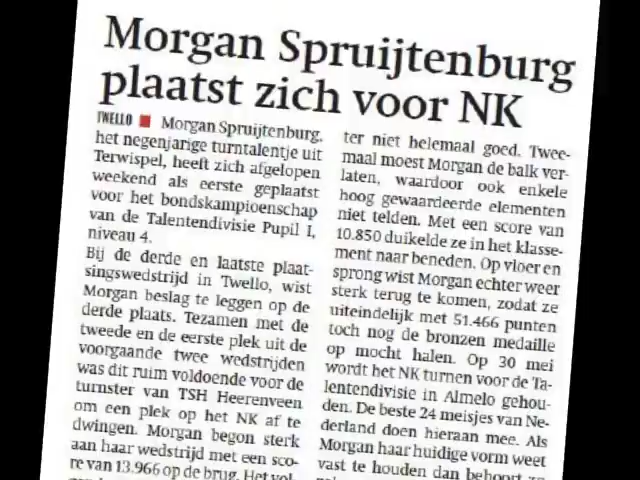 Morgan Spruijtenburg
plaatst zich voor NK
TWELLO ■ Morgan Spruijtenburg,
het negenjarige turntalentje uit
Terwispel, heeft zich afgelopen
weekend als eerste geplaatst
voor het bondskampioenschap
van de Talentendivisie Pupil I,
niveau 4.
Bij de derde en laatste plaat-
singswedstrijd in Twello, wist
Morgan beslag te leggen op de
derde plaats. Tezamen met de
tweede en de eerste plek uit de
voorgaande twee wedstrijden
was dit ruim voldoende voor de
turnster van TSH Heerenveen
om een plek op het NK af te
dwingen. Morgan begon sterk
aan haar wedstrijd met een sco-
re van 13.966 op de brug. Het vol-
ter niet helemaal goed. Twee-
maal moest Morgan de balk ver-
laten, waardoor ook enkele
hoog gewaardeerde elementen
niet telden. Met een score van
10.850 duikelde ze in het klasse-
ment naar beneden. Op vloer en
sprong wist Morgan echter weer
sterk terug te komen, zodat ze
uiteindelijk met 51.466 punten
toch nog de bronzen medaille
op mocht halen. Op 30 mei
wordt het NK turnen voor de Ta-
lentendivisie in Almelo gehou-
den. De beste 24 meisjes van Ne-
derland doen hieraan mee. Als
Morgan haar huidige vorm weet
vast te houden dan behoort ze